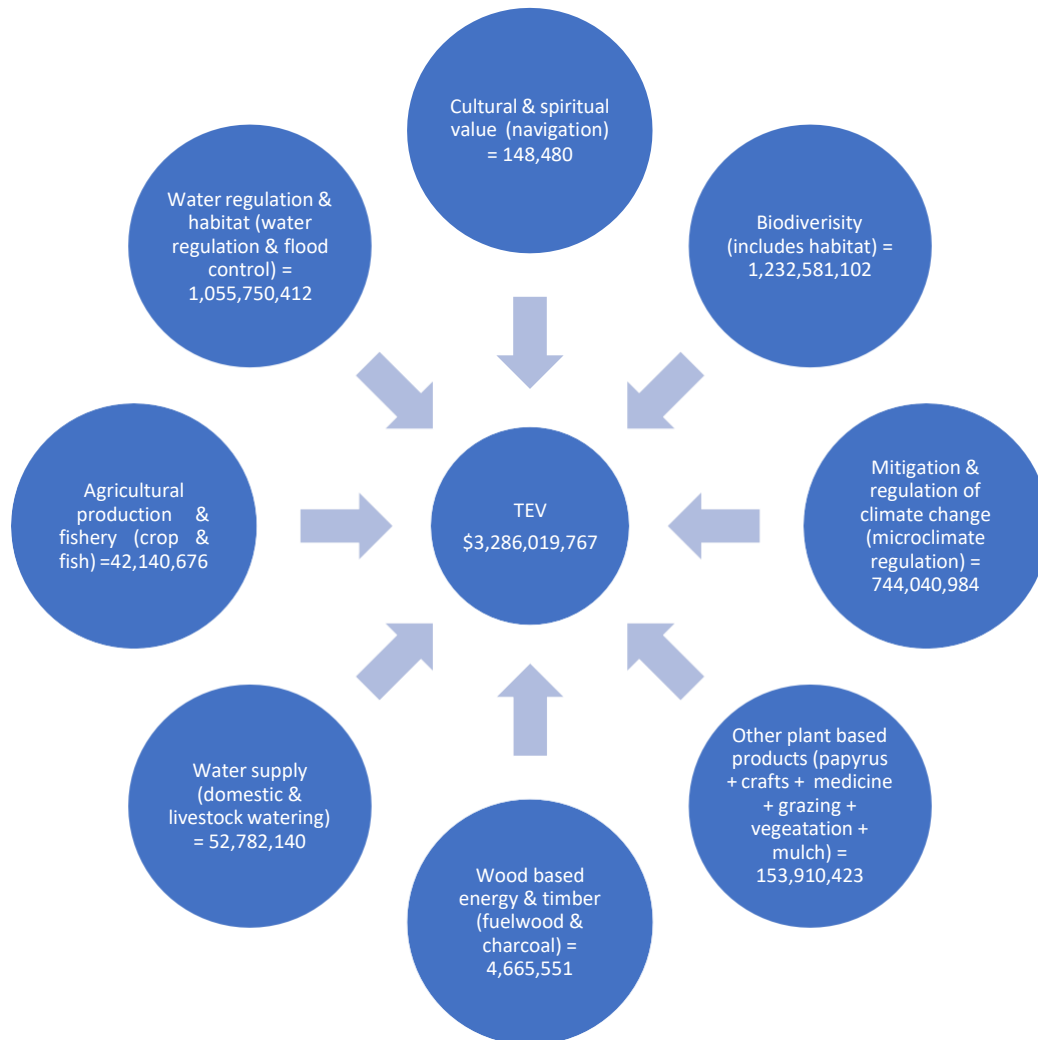 Cultural & spiritual
value (navigation)
= 148,480
Biodiverisity
(includes habitat) =
1,232,581,102
Mitigation &
regulation of
climate change
(microclimate
regulation) =
744,040,984
Other plant based
products (papyrus
+ crafts + medicine
+ grazing +
vegeatation +
mulch) =
153,910,423
Wood based
energy & timber
(fuelwood &
charcoal) =
4,665,551
Water supply
(domestic &
livestock watering)
= 52,782,140
Agricultural
production &
fishery (crop &
fish) =42,140,676
Water regulation &
habitat (water
regulation & flood
control) =
1,055,750,412
TEV
$3,286,019,767